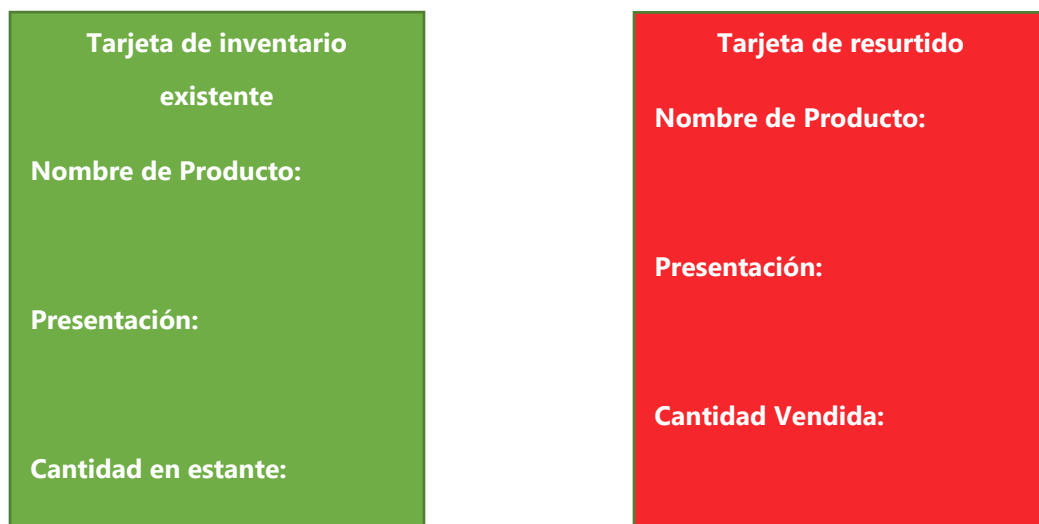 Tarjeta de inventario
existente
Nombre de Producto:
Presentación:
Cantidad en estante:
Tarjeta de resurtido
Nombre de Producto:
Presentación:
Cantidad Vendida: